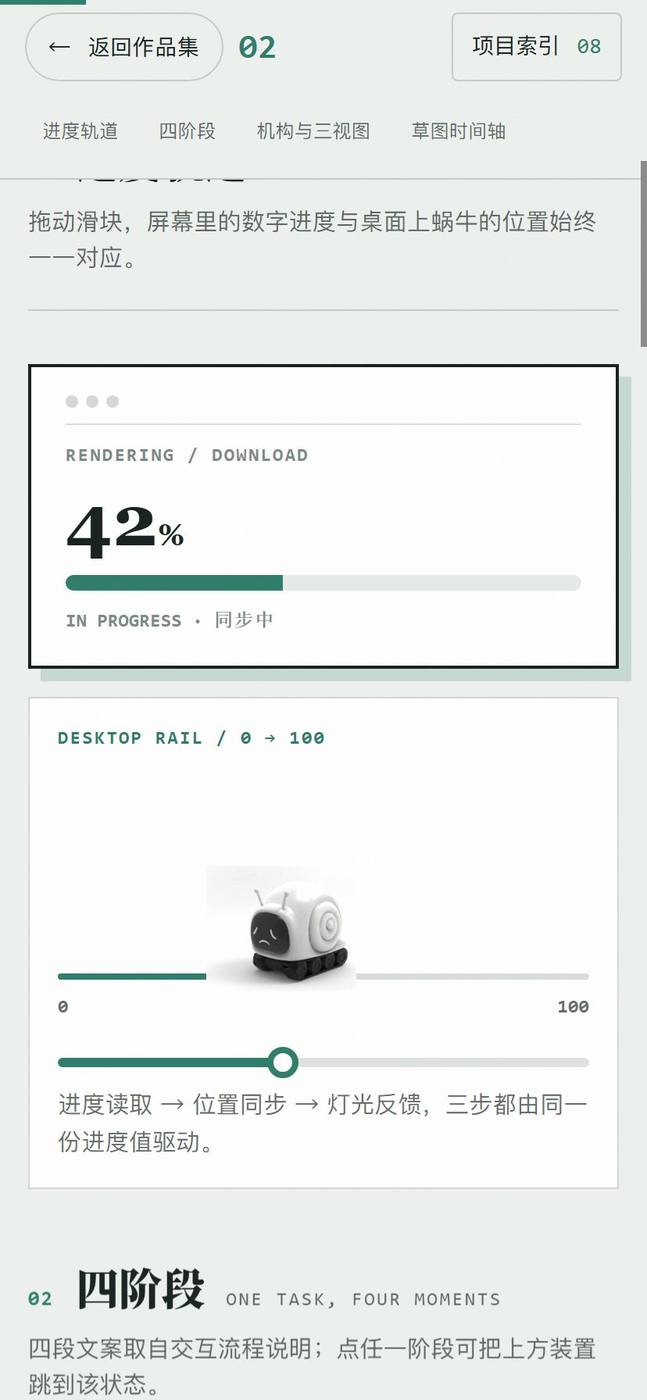 ← 返回作品集
02
项目索引 08
进度轨道 四阶段 机构与三视图 草图时间轴
拖动滑块，屏幕里的数字进度与桌面上蜗牛的位置始终
一一对应。
RENDERING / DOWNLOAD
42%
IN PROGRESS · 同步中
DESKTOP RAIL / 0 → 100
0 100
进度读取 → 位置同步 → 灯光反馈，三步都由同一
份进度值驱动。
02 四阶段 ONE TASK, FOUR MOMENTS
四段文案取自交互流程说明；点任一阶段可把上方装置
跳到该状态。